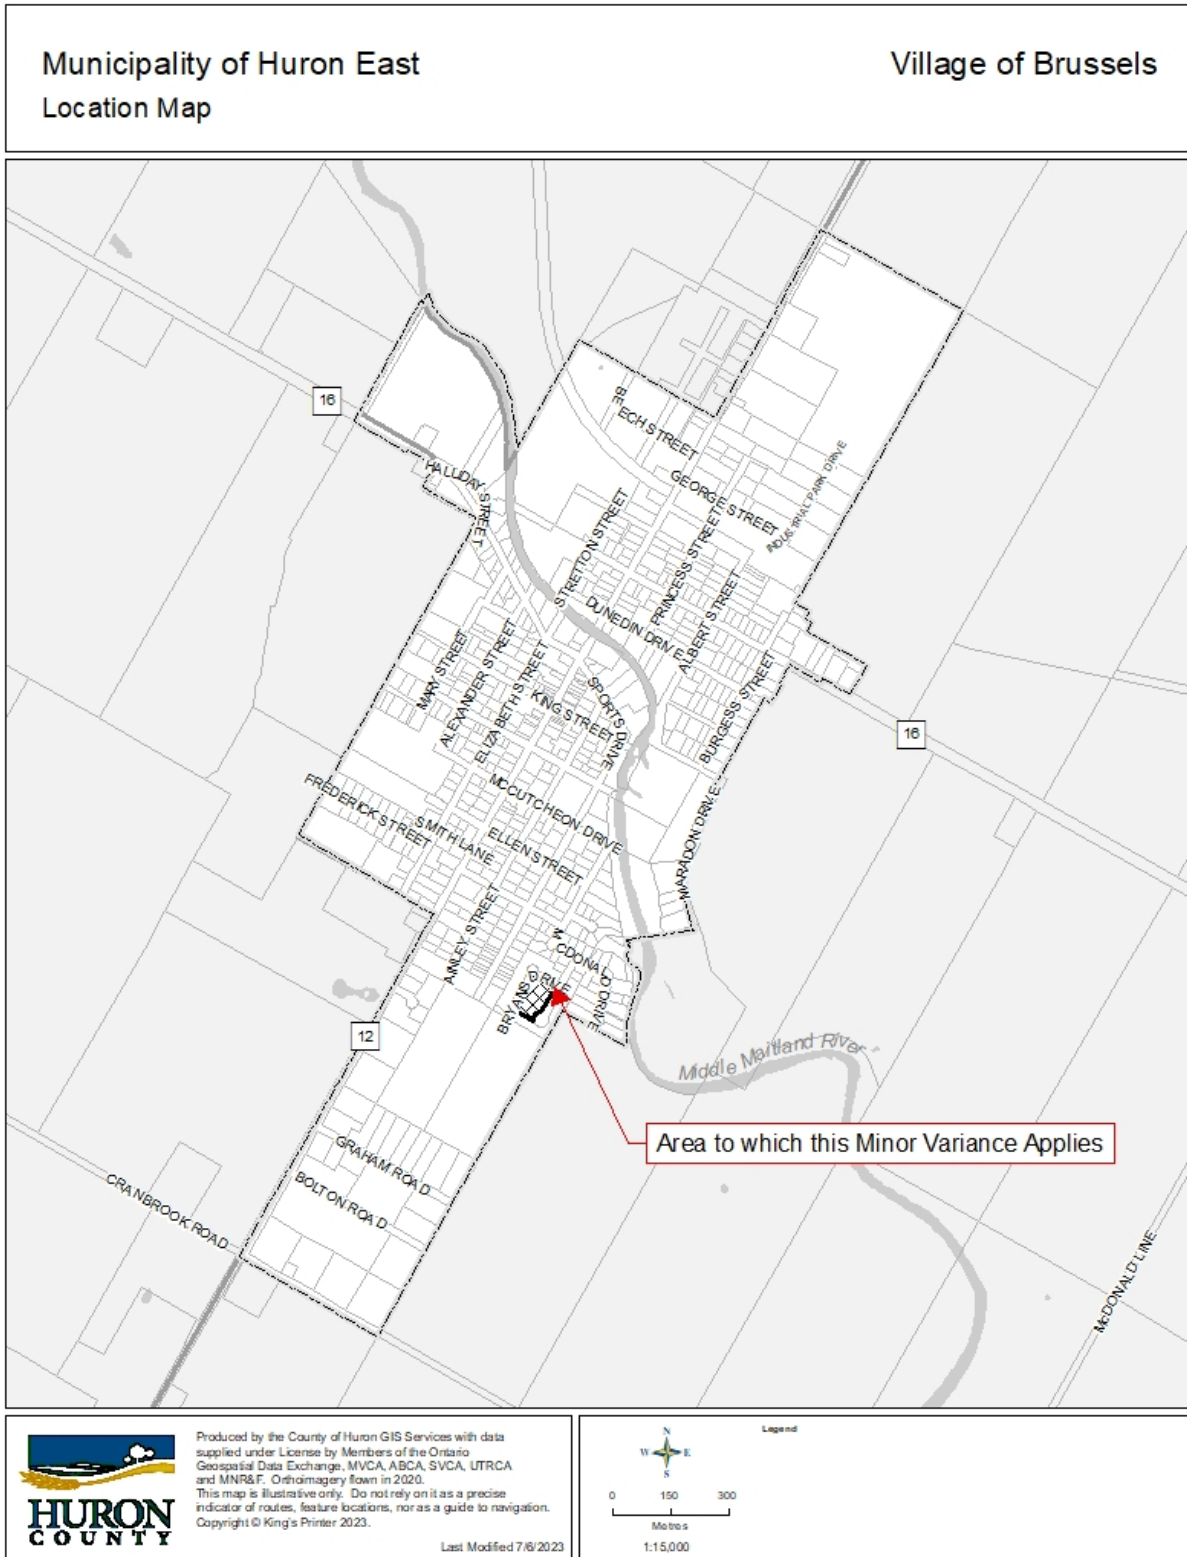 Municipality of Huron East
Village of Brussels
Location Map
16
BEECH STREET
HALLDAY STREET
GEORGE STREET
INDUSTRIAL PARK DRIVE
STRETTON STREET
PRINCESS STREET
DUNEDIN DRIVE
ALBERT STREET
MARY STREET
ALEXANDER STREET
ELIZABETH STREET
KING STREET
SPORTS DRIVE
BURGESS STREET
16
FREDERICK STREET
SMITH LANE
MCCUTCHEON DRIVE
ELLEN STREET
MARADON DRIVE
AINLEY STREET
MCDONALD DRIVE
BRYANS DRIVE
12
Middle Maitland River
Area to which this Minor Variance Applies
GRAHAM ROAD
BOLTON ROAD
CRANBROOK ROAD
McDONALD LINE
HURON
COUNTY
Produced by the County of Huron GIS Services with data
supplied under License by Members of the Ontario
Geospatial Data Exchange, MVCA, ABCA, SVCA, UTRCA
and MNR&F. Orthoimagery flown in 2020.
This map is illustrative only. Do not rely on it as a precise
indicator of routes, feature locations, nor as a guide to navigation.
Copyright © King's Printer 2023.
Last Modified 7/6/2023
Legend
N
W E
S
0 150 300
Metres
1:15,000